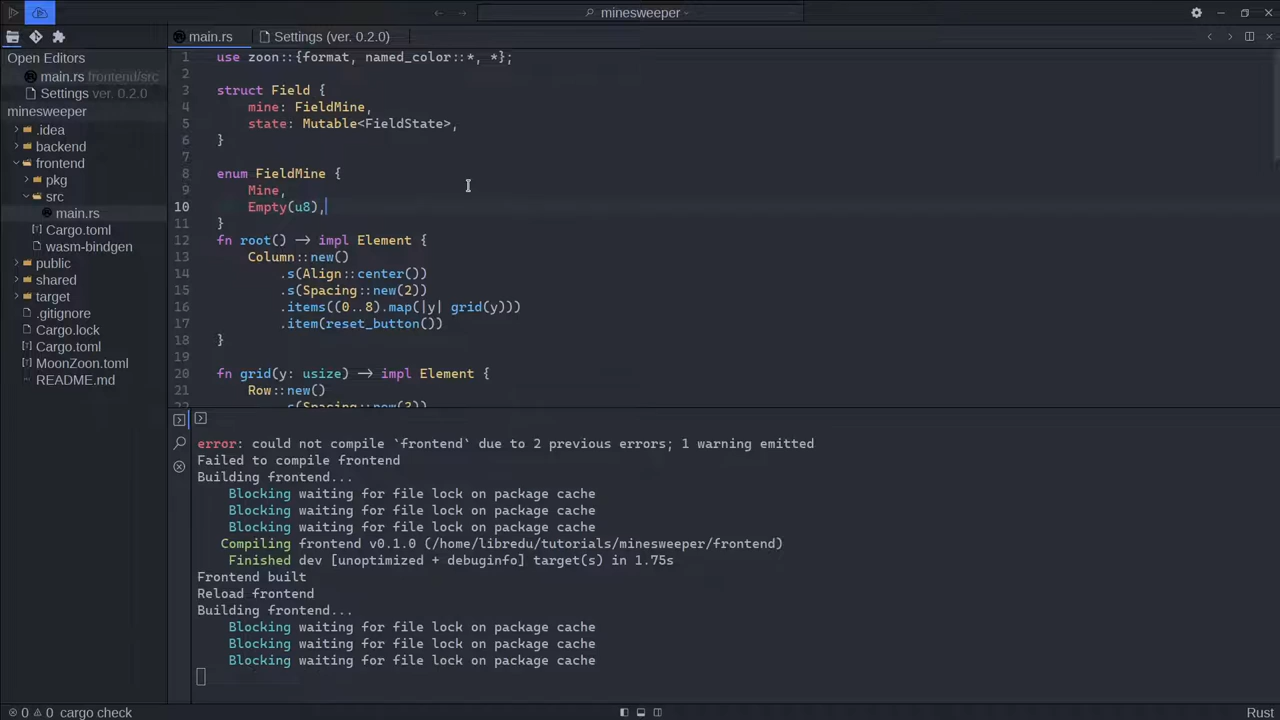 minesweeper
Open Editors
main.rs frontend/src
Settings ver. 0.2.0
minesweeper
.idea
backend
frontend
pkg
src
main.rs
Cargo.toml
wasm-bindgen
public
shared
target
.gitignore
Cargo.lock
Cargo.toml
MoonZoon.toml
README.md
main.rs
Settings (ver. 0.2.0)
1 use zoon::{format, named_color::*, *};
2
3 struct Field {
4 mine: FieldMine,
5 state: Mutable<FieldState>,
6 }
7
8 enum FieldMine {
9 Mine,
10 Empty(u8),
11 }
12 fn root() -> impl Element {
13 Column::new()
14 .s(Align::center())
15 .s(Spacing::new(2))
16 .items((0..8).map(|y| grid(y)))
17 .item(reset_button())
18 }
19
20 fn grid(y: usize) -> impl Element {
21 Row::new()
22 .s(Spacing::new(3))
error: could not compile `frontend` due to 2 previous errors; 1 warning emitted
Failed to compile frontend
Building frontend...
Blocking waiting for file lock on package cache
Blocking waiting for file lock on package cache
Blocking waiting for file lock on package cache
Compiling frontend v0.1.0 (/home/libredu/tutorials/minesweeper/frontend)
Finished dev [unoptimized + debuginfo] target(s) in 1.75s
Frontend built
Reload frontend
Building frontend...
Blocking waiting for file lock on package cache
Blocking waiting for file lock on package cache
Blocking waiting for file lock on package cache
0 0 cargo check
Rust